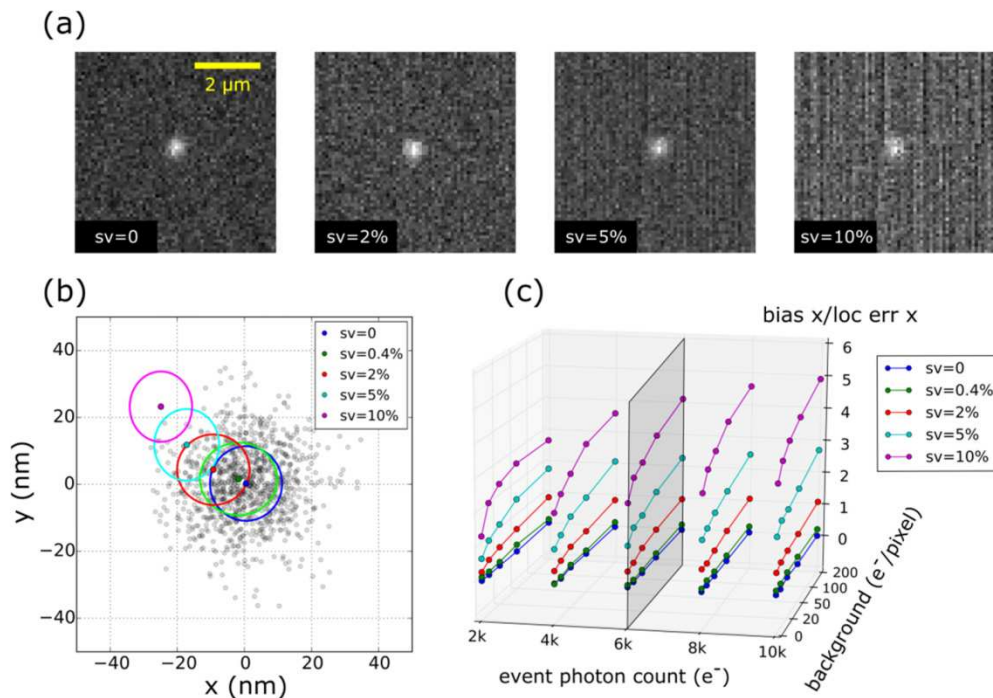 (a)
2 μm
sv=0
sv=2%
sv=5%
sv=10%
(b)
40
20
0
−20
−40
−40
−20
0
20
40
x (nm)
y (nm)
sv=0
sv=0.4%
sv=2%
sv=5%
sv=10%
(c)
bias x/loc err x
6
5
4
3
2
1
0
200
100
50
20
0
background (e⁻/pixel)
2k
4k
6k
8k
10k
event photon count (e⁻)
sv=0
sv=0.4%
sv=2%
sv=5%
sv=10%